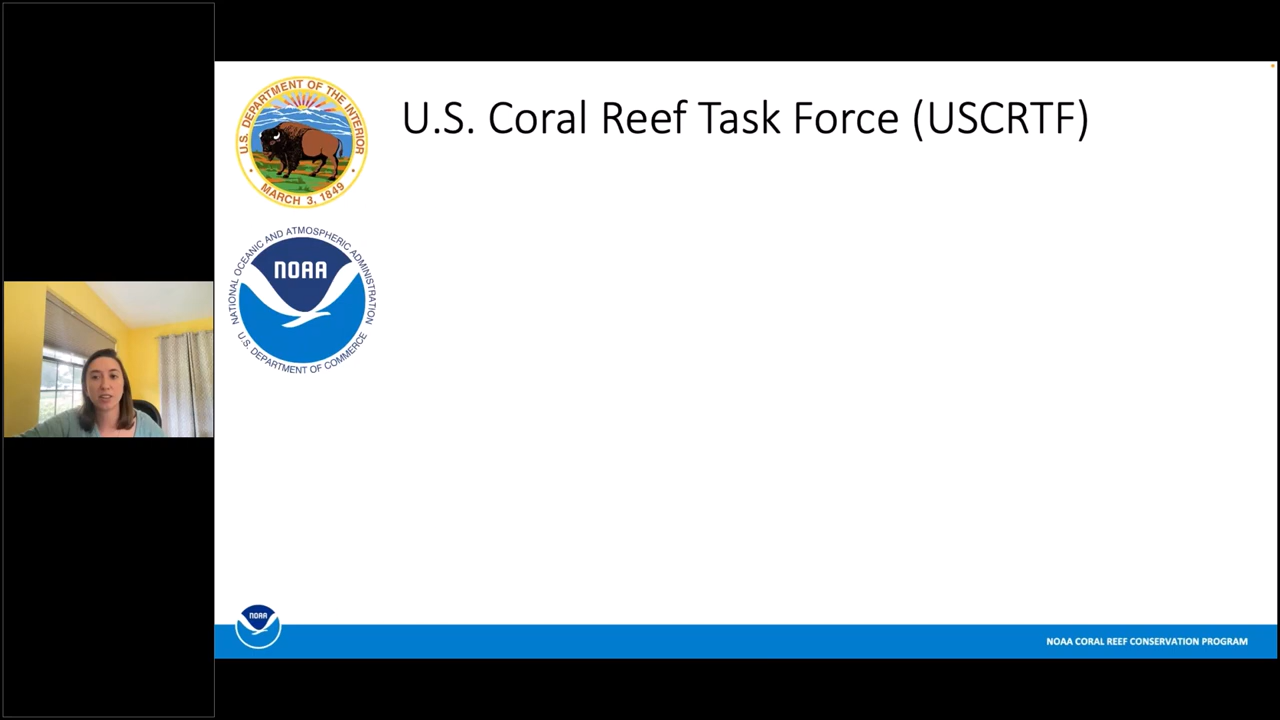 U.S. DEPARTMENT OF THE INTERIOR
MARCH 3, 1849
U.S. Coral Reef Task Force (USCRTF)
NATIONAL OCEANIC AND ATMOSPHERIC ADMINISTRATION
NOAA
U.S. DEPARTMENT OF COMMERCE
NOAA
NOAA CORAL REEF CONSERVATION PROGRAM